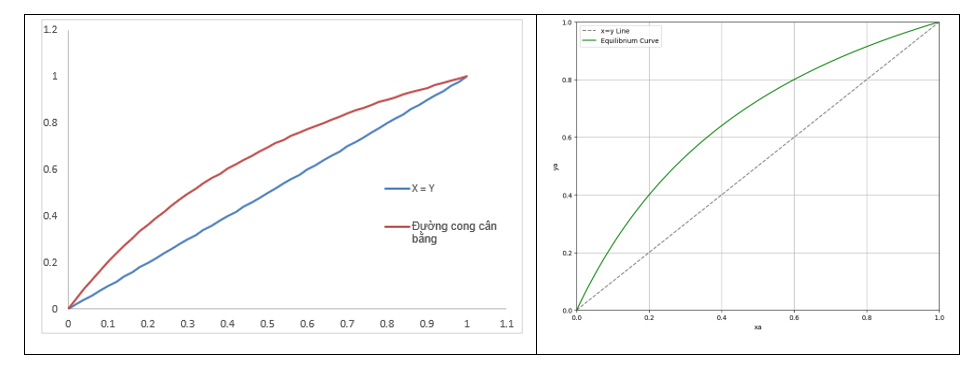 1.2
1
0.8
0.6
0.4
0.2
0
0 0.1 0.2 0.3 0.4 0.5 0.6 0.7 0.8 0.9 1 1.1
X = Y
Đường cong cân
bằng
1.0
0.8
0.6
0.4
0.2
0.0
0.0 0.2 0.4 0.6 0.8 1.0
x=y Line
Equilibrium Curve
ya
xa